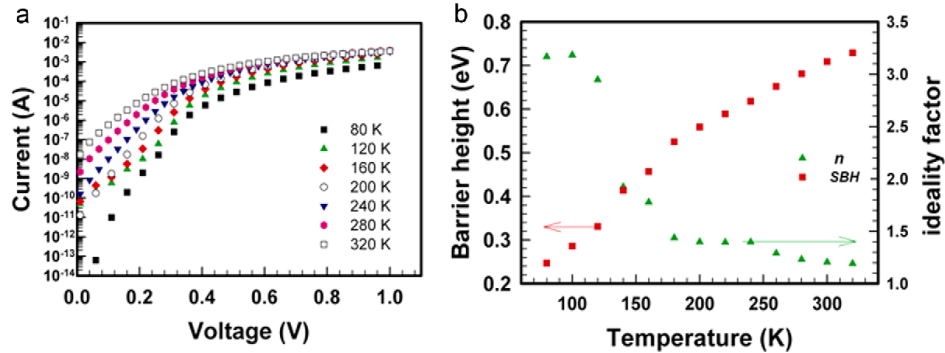 a
10-1
10-2
10-3
10-4
10-5
10-6
10-7
10-8
10-9
10-10
10-11
10-12
10-13
10-14
Current (A)
0.0 0.2 0.4 0.6 0.8 1.0
Voltage (V)
80 K
120 K
160 K
200 K
240 K
280 K
320 K
b
0.8
0.7
0.6
0.5
0.4
0.3
0.2
Barrier height (eV)
n
SBH
100 150 200 250 300
Temperature (K)
3.5
3.0
2.5
2.0
1.5
1.0
ideality factor